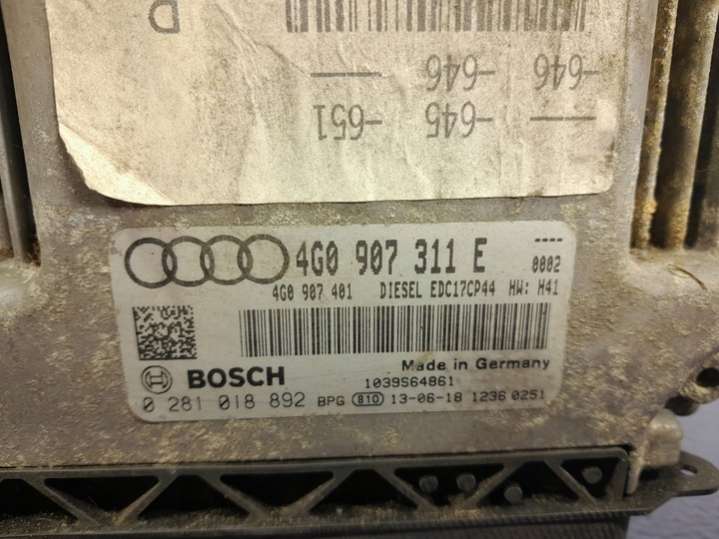 -646 -646 —
— -645 -651
4G0 907 311 E ----
0002
4G0 907 401 DIESEL EDC17CP44 HW: H41
Made in Germany
BOSCH 1039S64861
0 281 018 892 BPG 810 13-06-18 1236 0251